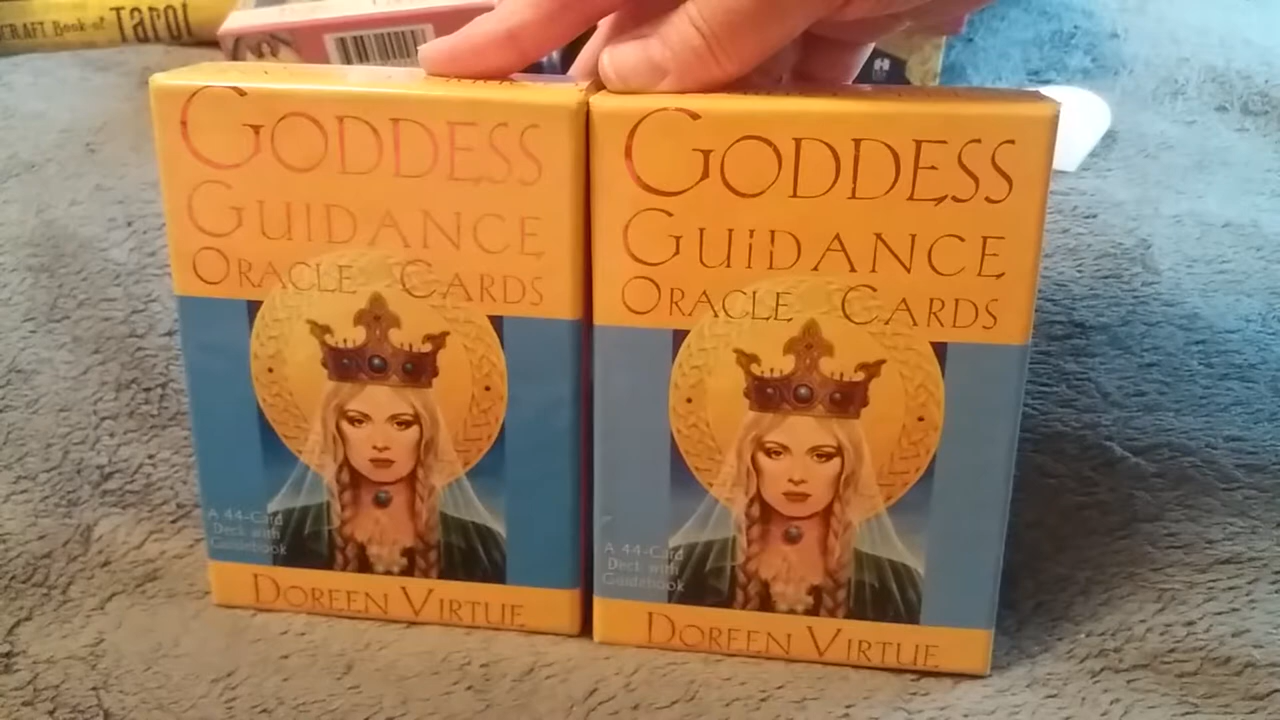 CRAFT Book of Tarot
GODDESS
GUIDANCE
ORACLE CARDS
A 44-Card
Deck with
Guidebook
DOREEN VIRTUE
GODDESS
GUIDANCE
ORACLE CARDS
A 44-Card
Deck with
Guidebook
DOREEN VIRTUE